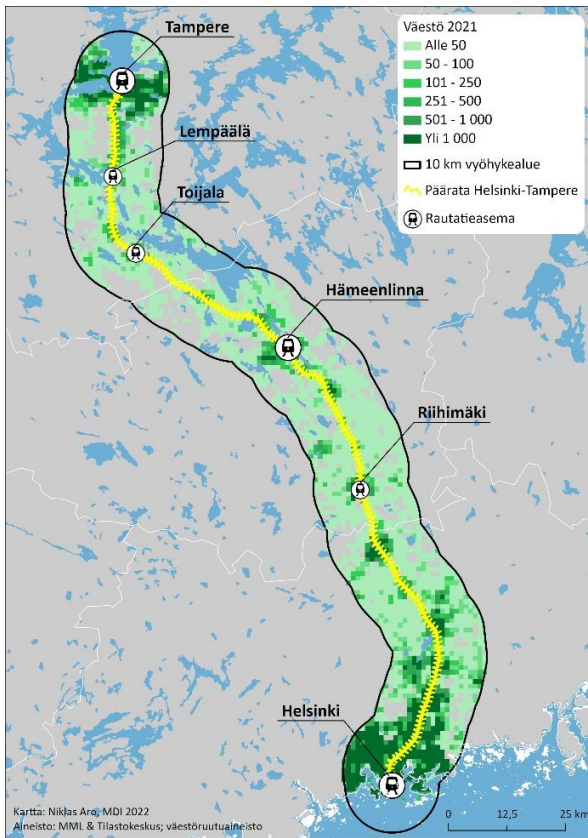 Tampere
Lempäälä
Toijala
Hämeenlinna
Riihimäki
Helsinki
Väestö 2021
Alle 50
50 - 100
101 - 250
251 - 500
501 - 1 000
Yli 1 000
10 km vyöhykealue
Päärata Helsinki-Tampere
Rautatieasema
Kartta: Niklas Aro, MDI 2022
Aineisto: MML & Tilastokeskus; väestöruutuaineisto
0 12,5 25 km